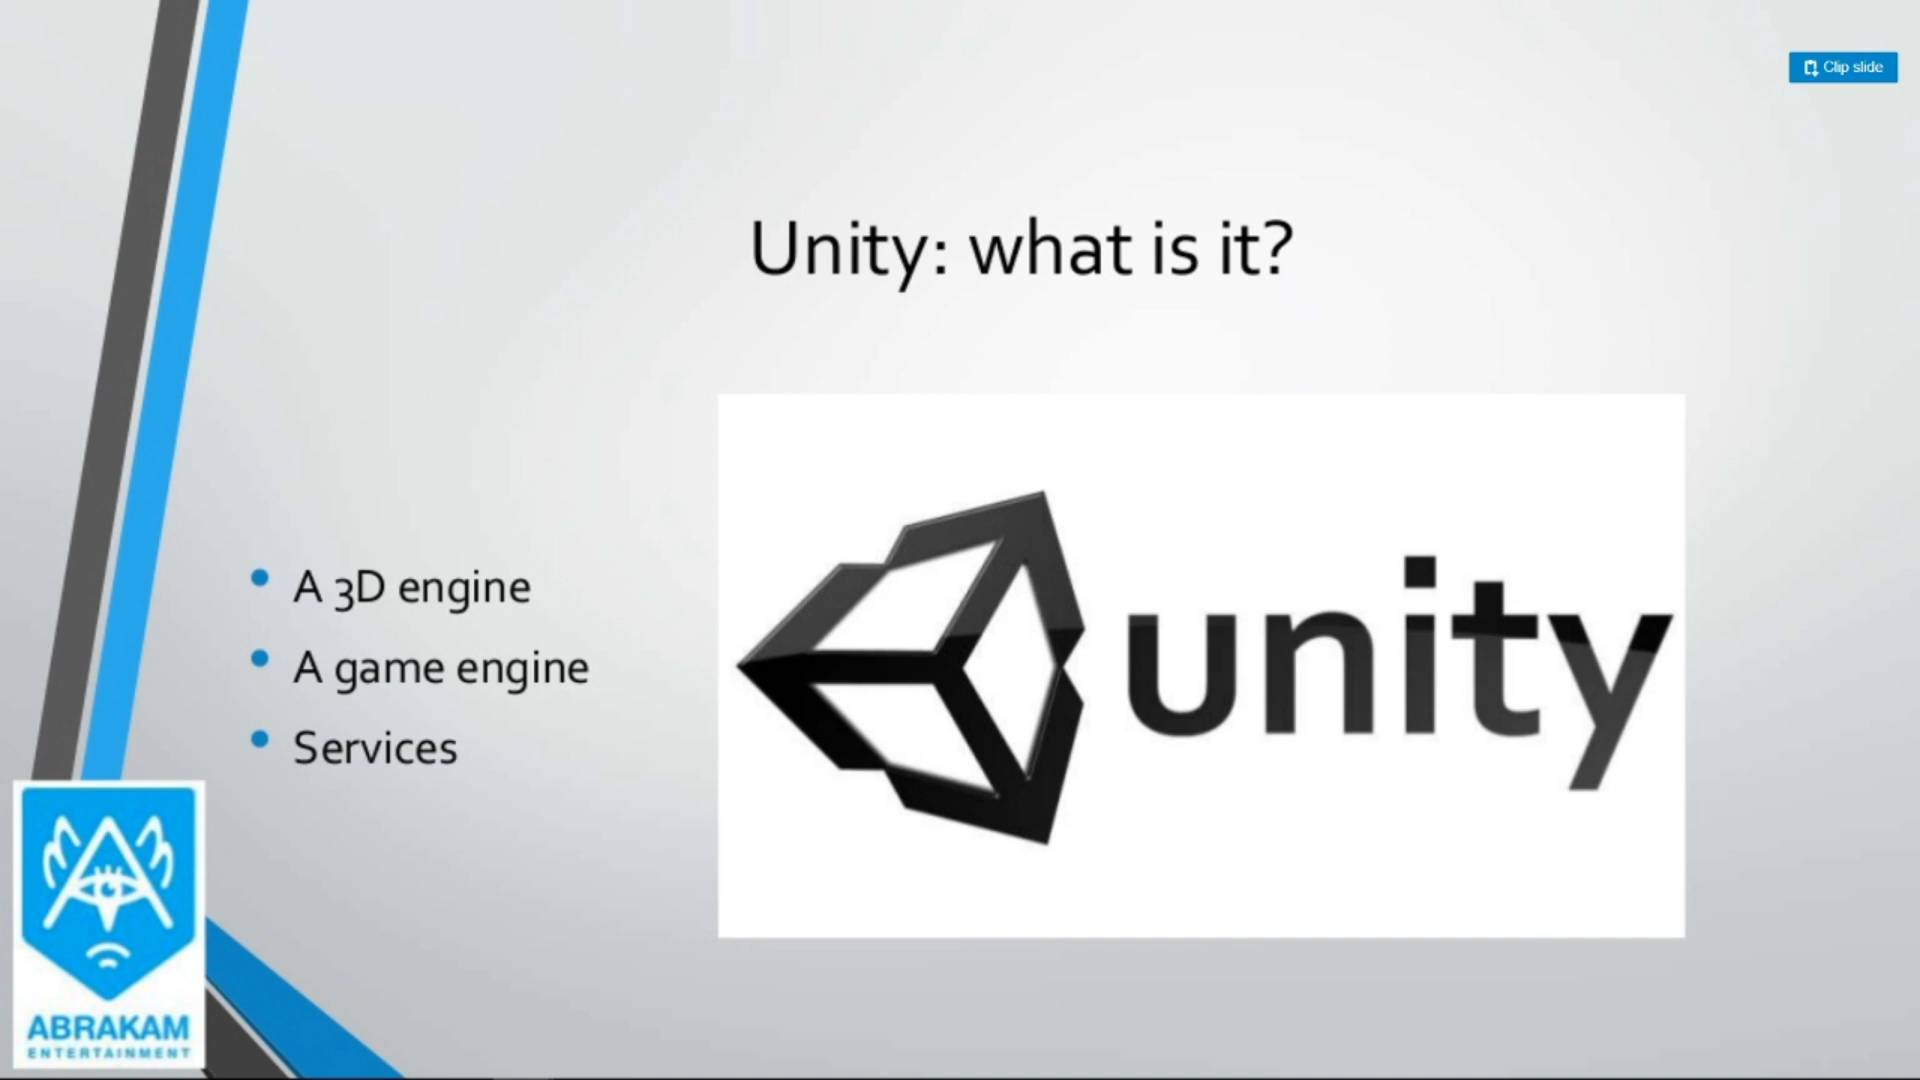 Clip slide
Unity: what is it?
A 3D engine
A game engine
Services
unity
ABRAKAM
ENTERTAINMENT